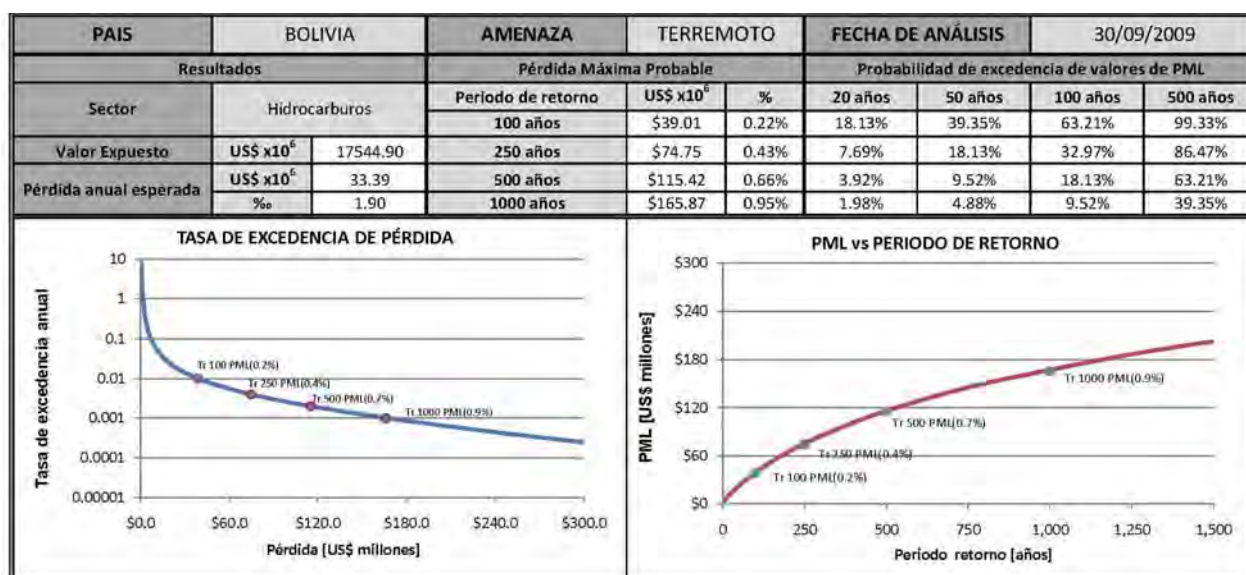 PAIS BOLIVIA AMENAZA TERREMOTO FECHA DE ANÁLISIS 30/09/2009
Resultados Pérdida Máxima Probable Probabilidad de excedencia de valores de PML
Sector Hidrocarburos Periodo de retorno US$ x10⁶ % 20 años 50 años 100 años 500 años
100 años $39.01 0.22% 18.13% 39.35% 63.21% 99.33%
Valor Expuesto US$ x10⁶ 17544.90 250 años $74.75 0.43% 7.69% 18.13% 32.97% 86.47%
Pérdida anual esperada US$ x10⁶ 33.39 500 años $115.42 0.66% 3.92% 9.52% 18.13% 63.21%
‰ 1.90 1000 años $165.87 0.95% 1.98% 4.88% 9.52% 39.35%
TASA DE EXCEDENCIA DE PÉRDIDA
Tasa de excedencia anual
10
1
0.1
0.01
0.001
0.0001
0.00001
Tr 100 PML(0.2%)
Tr 250 PML(0.4%)
Tr 500 PML(0.7%)
Tr 1000 PML(0.9%)
$0.0 $60.0 $120.0 $180.0 $240.0 $300.0
Pérdida [US$ millones]
PML vs PERIODO DE RETORNO
PML [US$ millones]
$300
$240
$180
$120
$60
$0
Tr 1000 PML(0.9%)
Tr 500 PML(0.7%)
Tr 250 PML(0.4%)
Tr 100 PML(0.2%)
0 250 500 750 1,000 1,250 1,500
Periodo retorno [años]